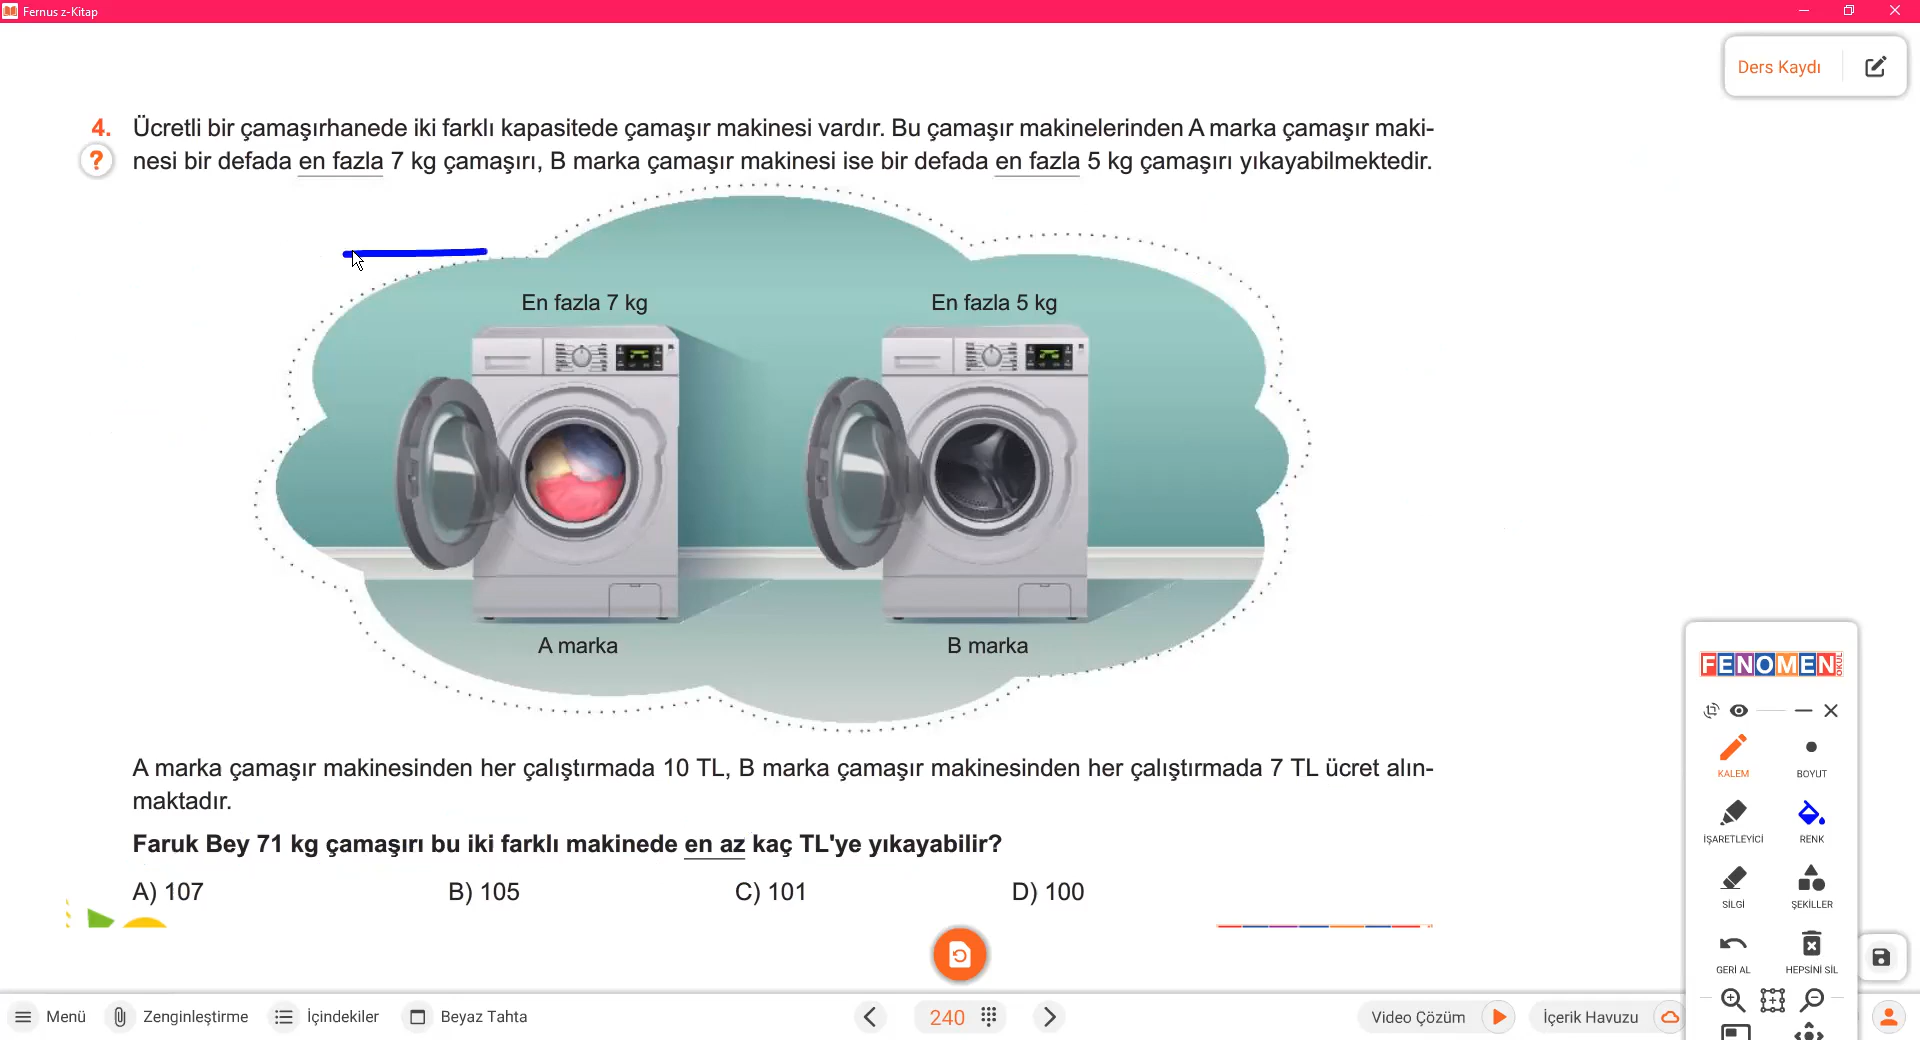 Fernus z-Kitap
Ders Kaydı
4. Ücretli bir çamaşırhanede iki farklı kapasitede çamaşır makinesi vardır. Bu çamaşır makinelerinden A marka çamaşır maki-
? nesi bir defada en fazla 7 kg çamaşırı, B marka çamaşır makinesi ise bir defada en fazla 5 kg çamaşırı yıkayabilmektedir.
En fazla 7 kg En fazla 5 kg
A marka B marka
A marka çamaşır makinesinden her çalıştırmada 10 TL, B marka çamaşır makinesinden her çalıştırmada 7 TL ücret alın-
maktadır.
Faruk Bey 71 kg çamaşırı bu iki farklı makinede en az kaç TL'ye yıkayabilir?
A) 107 B) 105 C) 101 D) 100
FENOMEN OKUL
KALEM BOYUT
İŞARETLEYİCİ RENK
SİLGİ ŞEKİLLER
GERİ AL HEPSİNİ SİL
Menü Zenginleştirme İçindekiler Beyaz Tahta 240 Video Çözüm İçerik Havuzu